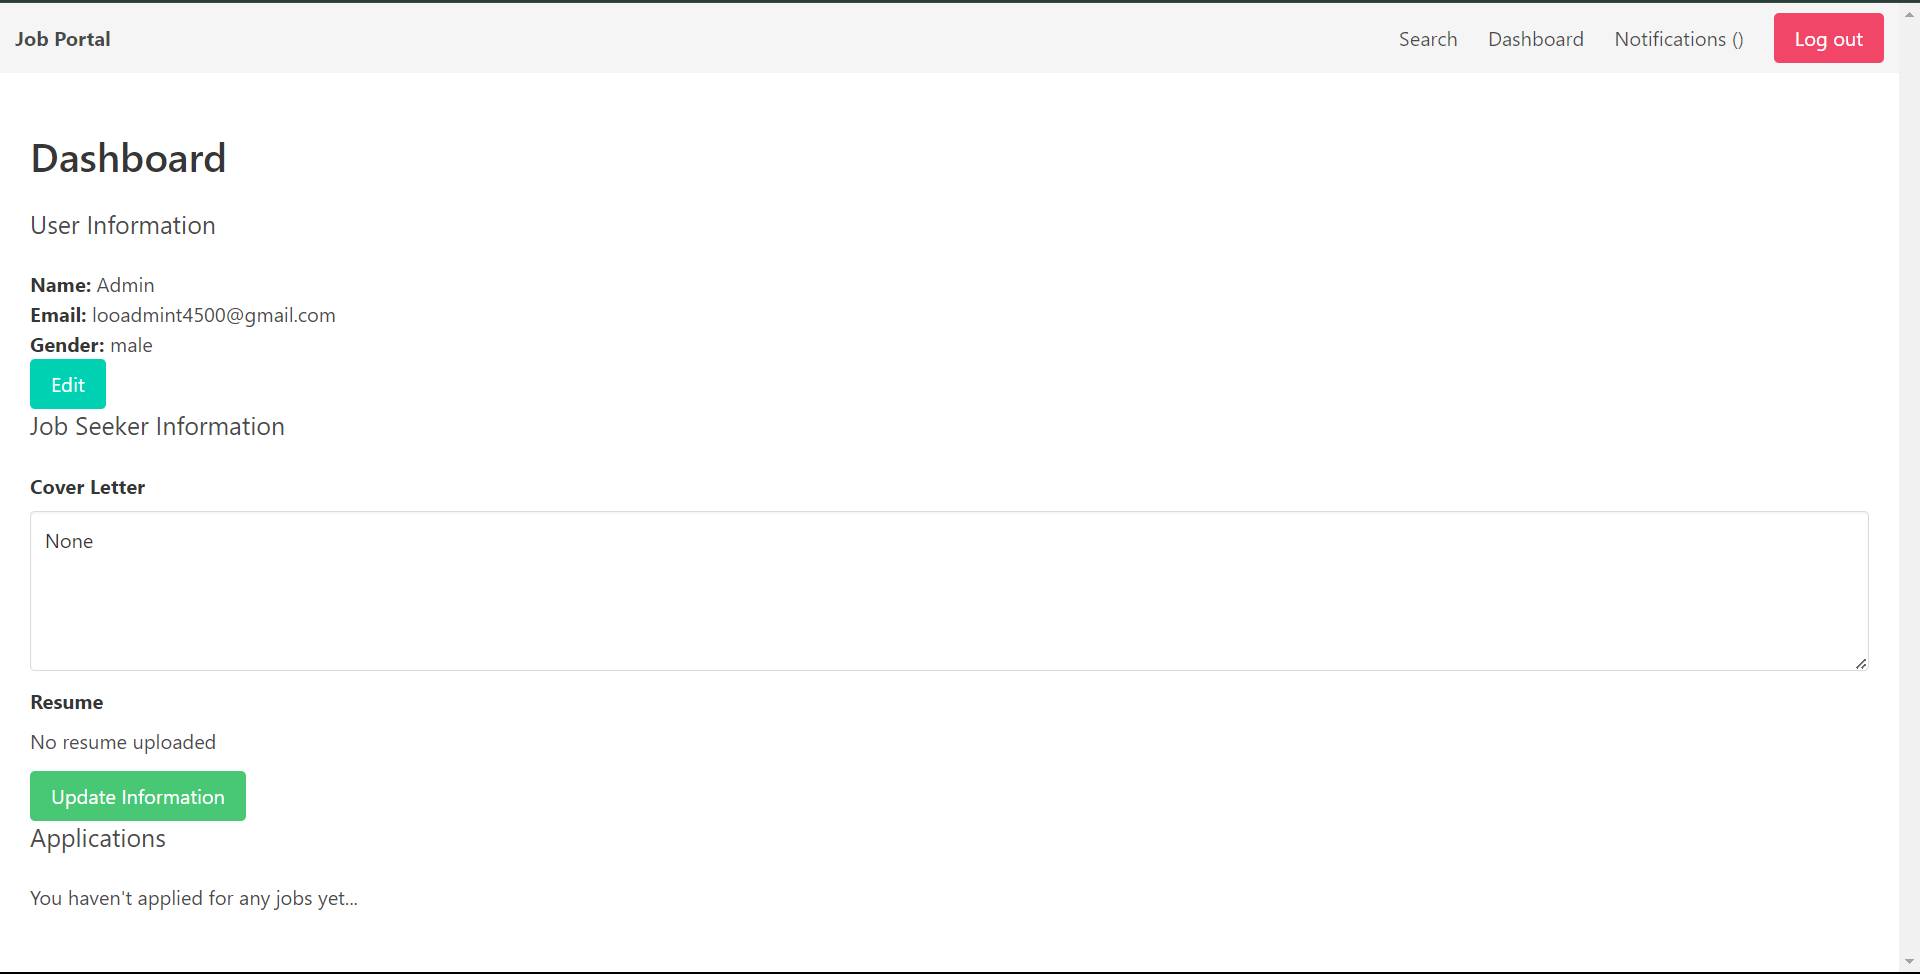 Job Portal
Search
Dashboard
Notifications ()
Log out
Dashboard
User Information
Name: Admin
Email: looadmint4500@gmail.com
Gender: male
Edit
Job Seeker Information
Cover Letter
None
Resume
No resume uploaded
Update Information
Applications
You haven't applied for any jobs yet...